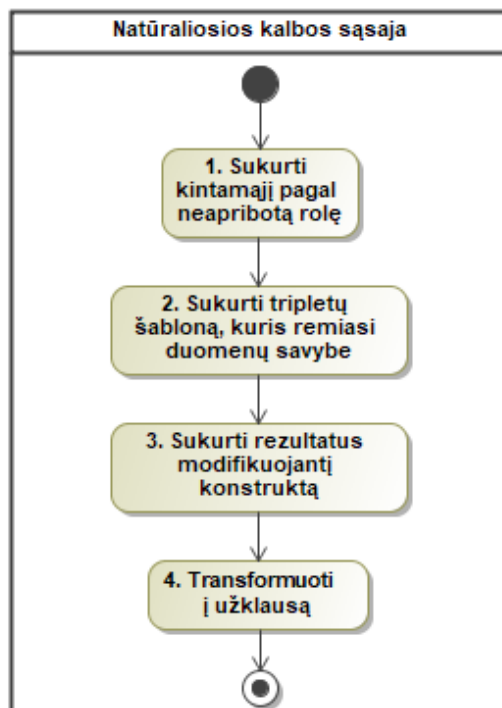 Natūraliosios kalbos sąsaja
1. Sukurti
kintamąjį pagal
neapribotą rolę
2. Sukurti tripletų
šabloną, kuris remiasi
duomenų savybe
3. Sukurti rezultatus
modifikuojantį
konstruktą
4. Transformuoti
į užklausą